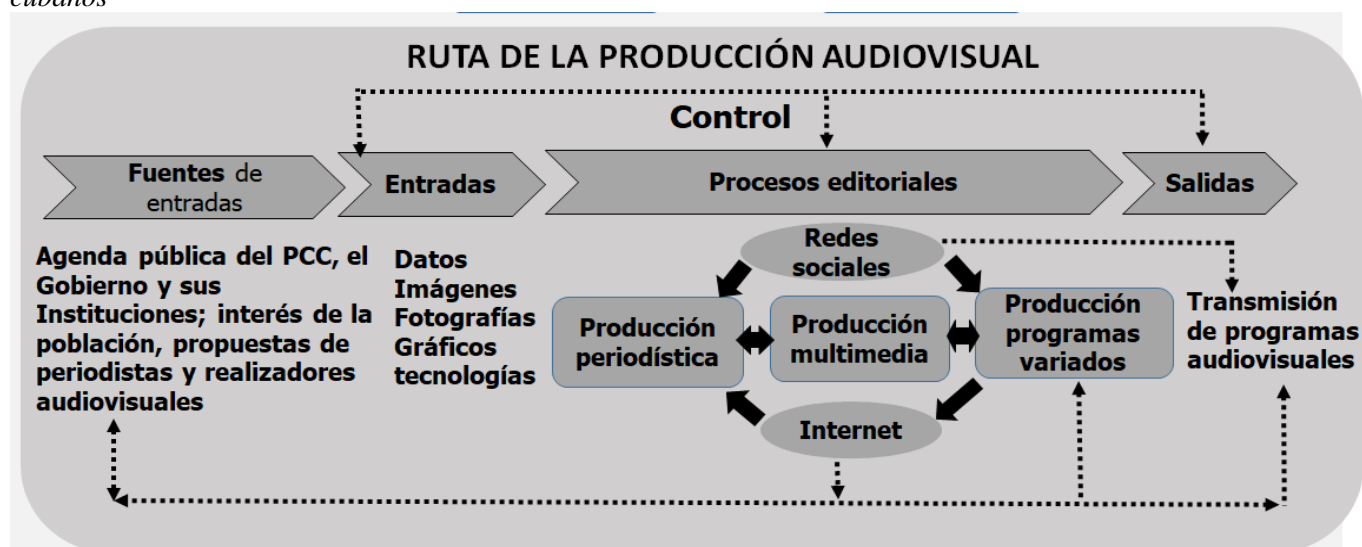 cubanos
RUTA DE LA PRODUCCIÓN AUDIOVISUAL
Control
Fuentes de
entradas
Entradas
Procesos editoriales
Salidas
Agenda pública del PCC, el
Gobierno y sus
Instituciones; interés de la
población, propuestas de
periodistas y realizadores
audiovisuales
Datos
Imágenes
Fotografías
Gráficos
tecnologías
Redes
sociales
Producción
periodística
Producción
multimedia
Producción
programas
variados
Internet
Transmisión
de programas
audiovisuales